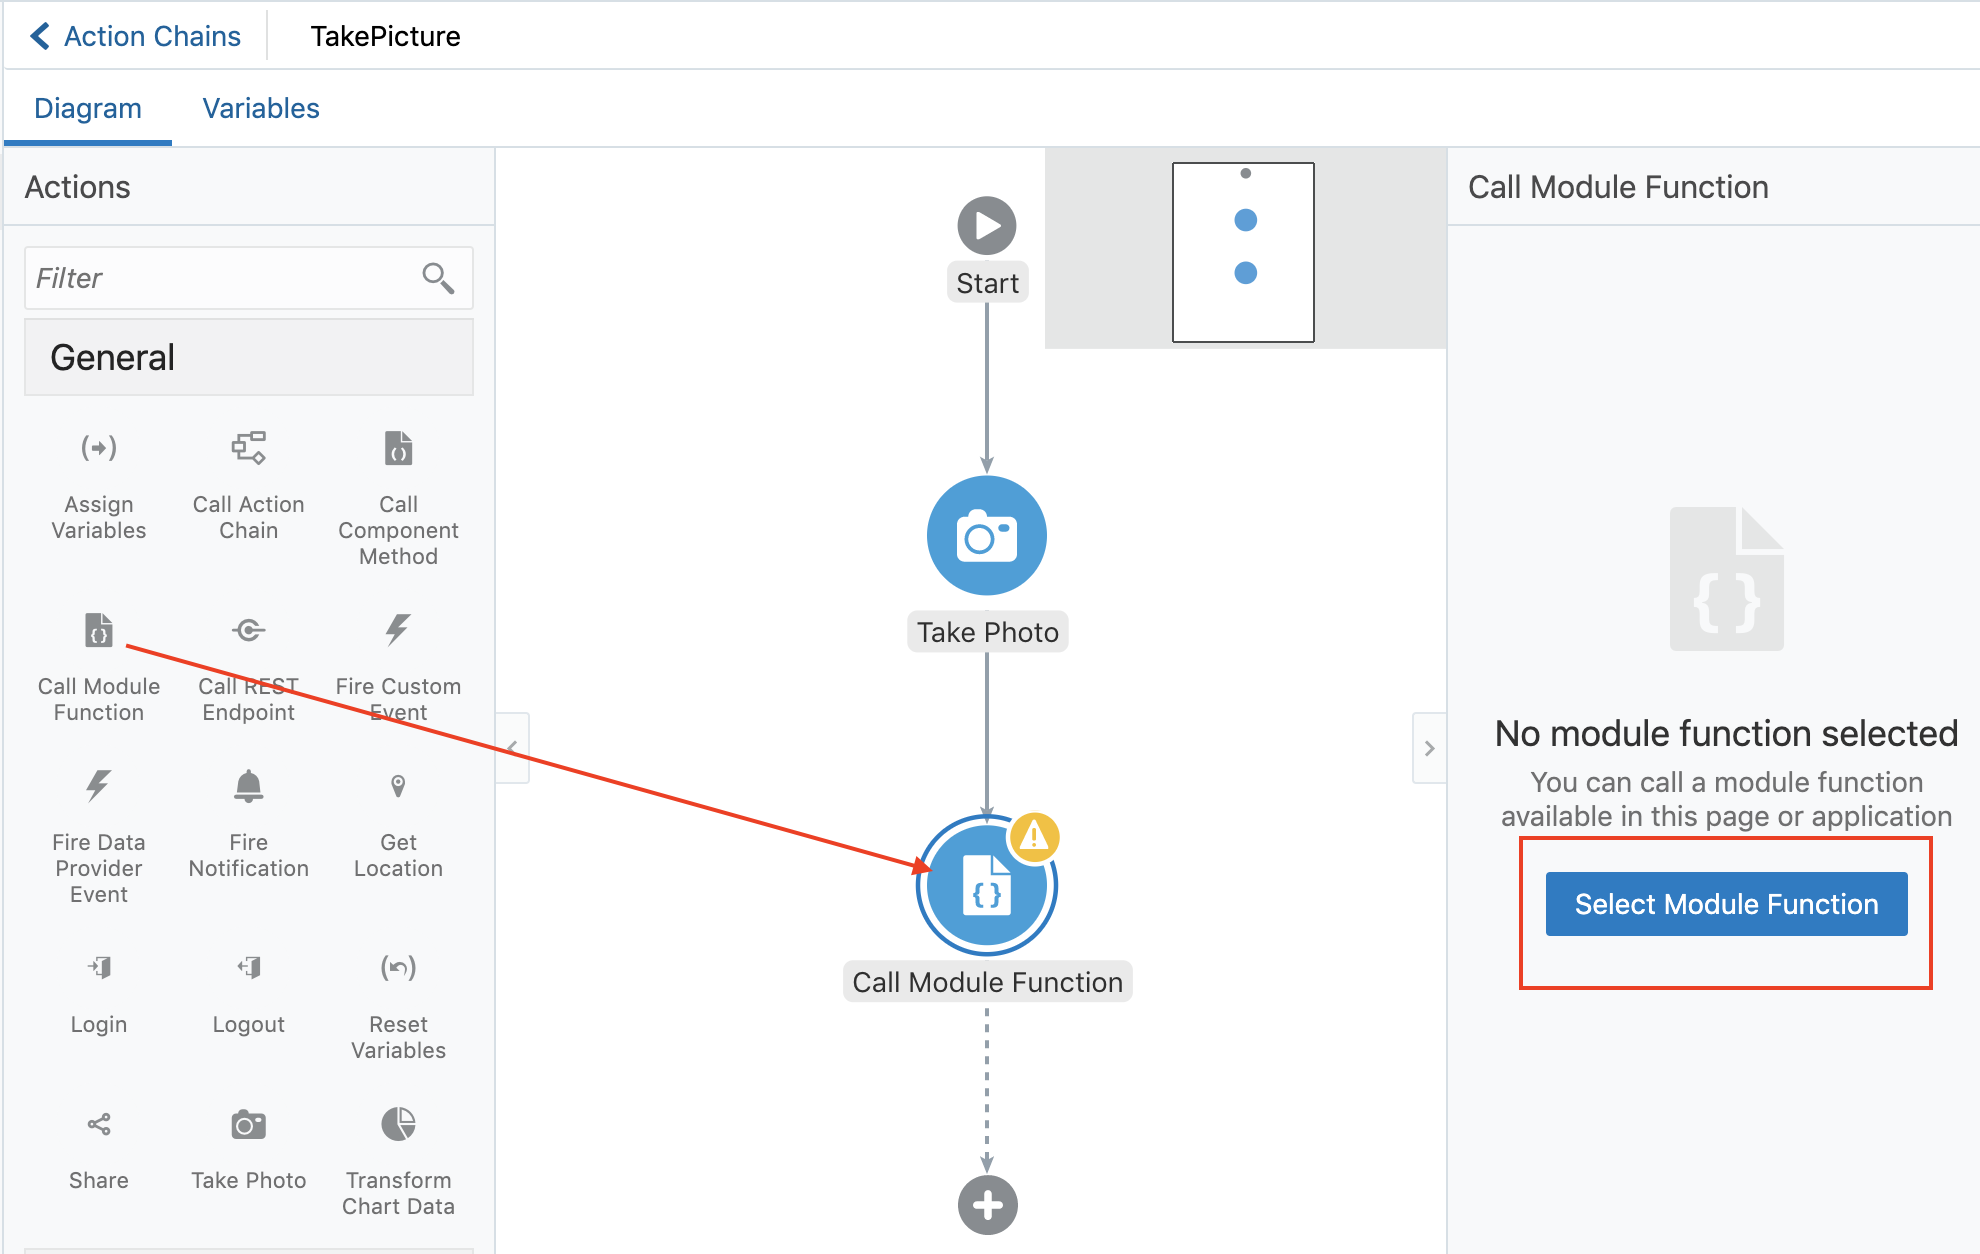 Action Chains
TakePicture
Diagram
Variables
Actions
Filter
General
Assign
Variables
Call Action
Chain
Call
Component
Method
Call Module
Function
Call REST
Endpoint
Fire Custom
Event
Fire Data
Provider
Event
Fire
Notification
Get
Location
Login
Logout
Reset
Variables
Share
Take Photo
Transform
Chart Data
Start
Take Photo
Call Module Function
Call Module Function
No module function selected
You can call a module function
available in this page or application
Select Module Function